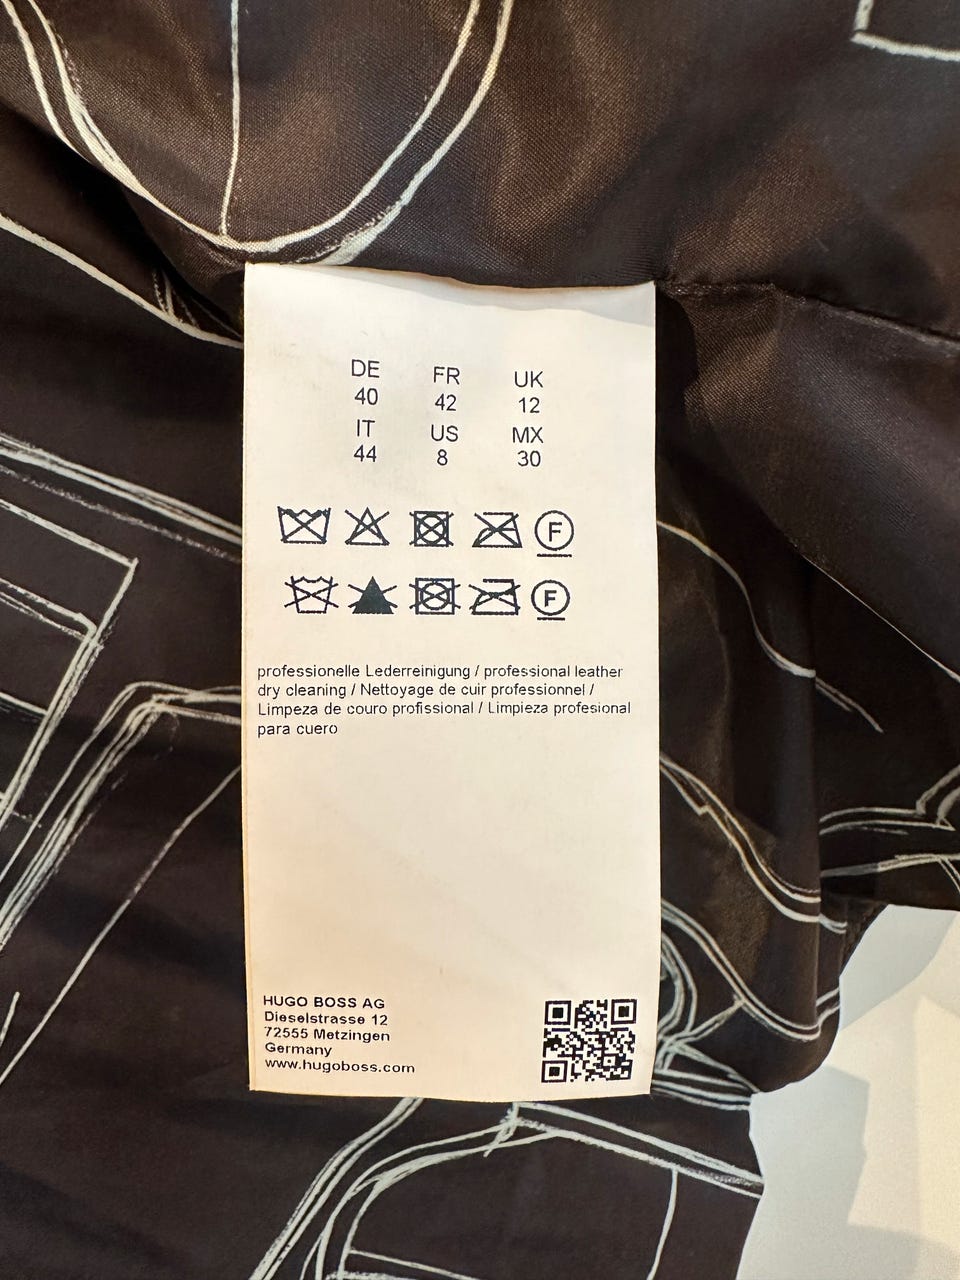 DE FR UK
40 42 12
IT US MX
44 8 30
F
F
professionelle Lederreinigung / professional leather
dry cleaning / Nettoyage de cuir professionnel /
Limpeza de couro profissional / Limpieza profesional
para cuero
HUGO BOSS AG
Dieselstrasse 12
72555 Metzingen
Germany
www.hugoboss.com